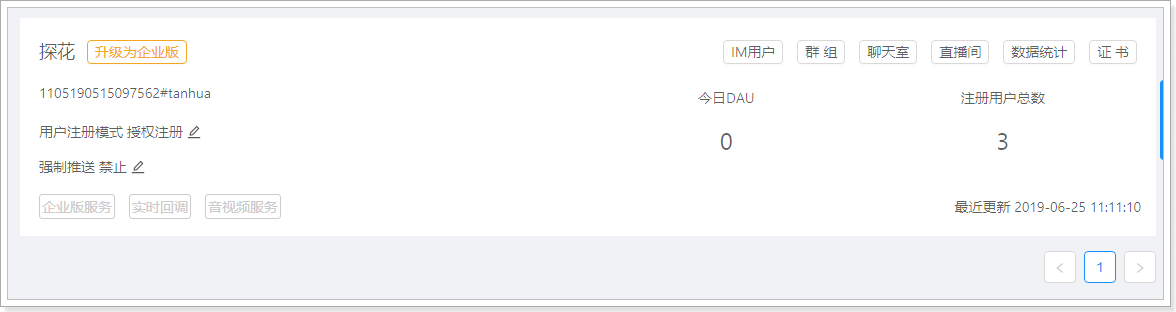 探花 升级为企业版 IM用户 群 组 聊天室 直播间 数据统计 证 书
1105190515097562#tanhua 今日DAU 注册用户总数
用户注册模式 授权注册 0 3
强制推送 禁止
企业版服务 实时回调 音视频服务 最近更新 2019-06-25 11:11:10
< 1 >